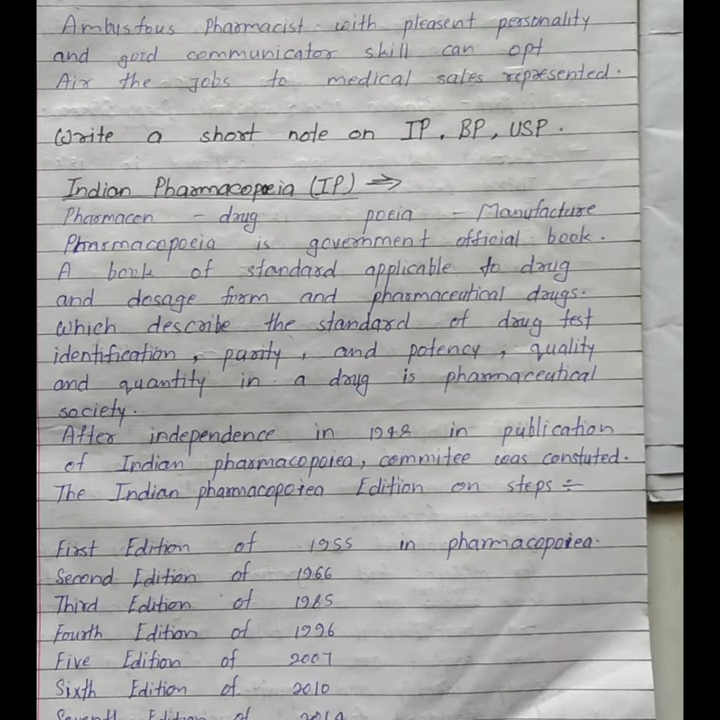 Ambustous Pharmacist with pleasent personality
and goid communicator skill can opt
Air the jobs to medical sales represented.
Write a short note on IP, BP, USP.
Indian Pharmacopoeia (IP) →
Pharmacon - drug poeia - Manufacture
Pharmacopoeia is government official book.
A book of standard applicable to drug
and dosage form and pharmaceutical drugs.
which describe the standard of drug test
identification, purity, and potency, quality
and quantity in a drug is pharmaceutical
society.
After independence in 1948 in publication
of Indian pharmacopoiea, commitee was constuted.
The Indian pharmacopoiea Edition on steps ÷
First Edition of 1955 in pharmacopoiea.
Second Edition of 1966
Third Edition of 1985
Fourth Edition of 1996
Five Edition of 2007
Sixth Edition of 2010
Seventh Edition of